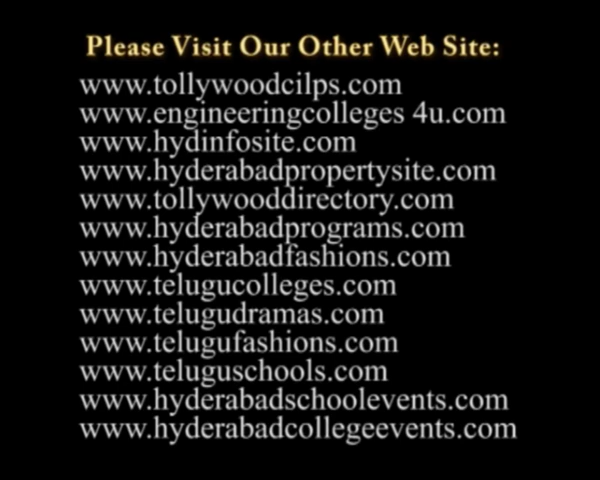 Please Visit Our Other Web Site:
www.tollywoodcilps.com
www.engineeringcolleges 4u.com
www.hydinfosite.com
www.hyderabadpropertysite.com
www.tollywooddirectory.com
www.hyderabadprograms.com
www.hyderabadfashions.com
www.telugucolleges.com
www.telugudramas.com
www.telugufashions.com
www.teluguschools.com
www.hyderabadschoolevents.com
www.hyderabadcollegeevents.com